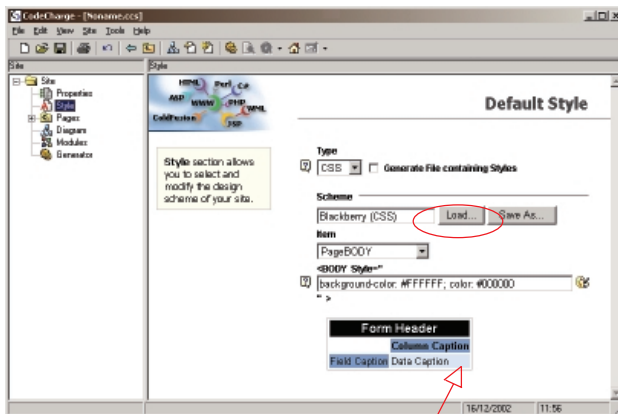 CodeCharge - [Noname.ccs]
File Edit View Site Tools Help
Site
Style
Site
Properties
Style
Pages
Diagram
Modules
Generator
HTML Perl C#
ASP WWW PHP
WML
ColdFusion JSP
Default Style
Style section allows
you to select and
modify the design
scheme of your site.
Type
CSS Generate File containing Styles
Scheme
Blackberry (CSS) Load... Save As...
Item
PageBODY
<BODY Style="
background-color: #FFFFFF; color: #000000
" >
Form Header
Column Caption
Field Caption Data Caption
16/12/2002 11:56